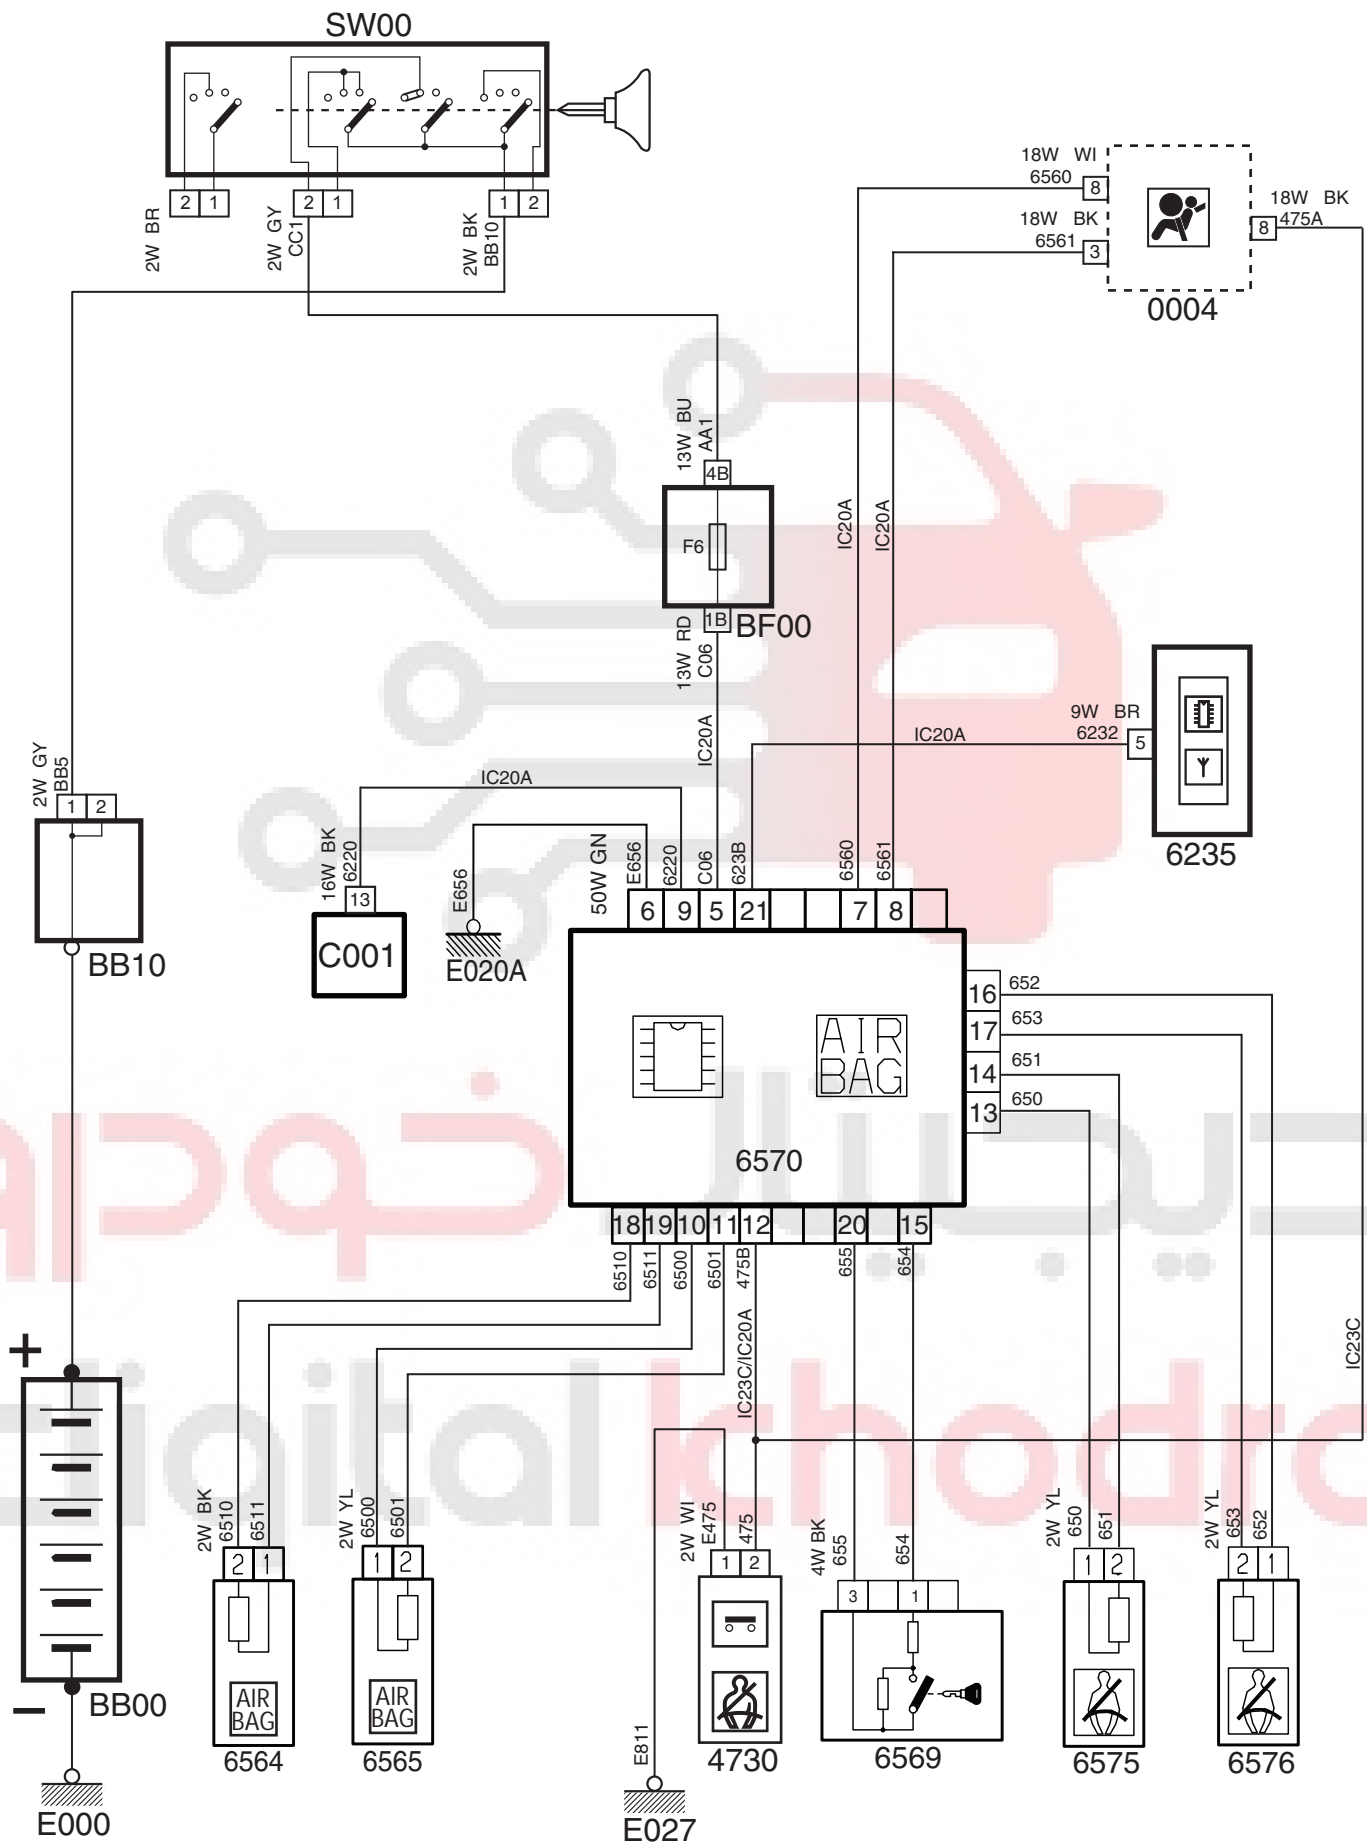 SW00
2 1
2 1
1 2
2W BR
2W GY
CC1
2W BK
BB10
18W WI
6560
8
18W BK
6561
3
18W BK
475A
8
0004
13W BU
AA1
4B
F6
1B
BF00
13W RD
C06
IC20A
IC20A
IC20A
9W BR
6232
5
IC20A
6235
2W GY
BB5
1 2
BB10
IC20A
16W BK
6220
13
C001
E656
E020A
50W GN
E656
6220
C06
623B
6560
6561
6 9 5 21 7 8
16 652
17 653
14 651
13 650
AIR
BAG
6570
18 19 10 11 12 20 15
6510
6511
6500
6501
475B
655
654
IC23C/IC20A
IC23C
دیجیتال خودرو
digital khodro
+
−
BB00
E000
2W BK
6510
6511
2 1
AIR
BAG
6564
2W YL
6500
6501
1 2
AIR
BAG
6565
2W WI
E475
475
1 2
4730
E811
E027
4W BK
655
654
3 1
6569
2W YL
650
651
1 2
6575
2W YL
653
652
2 1
6576